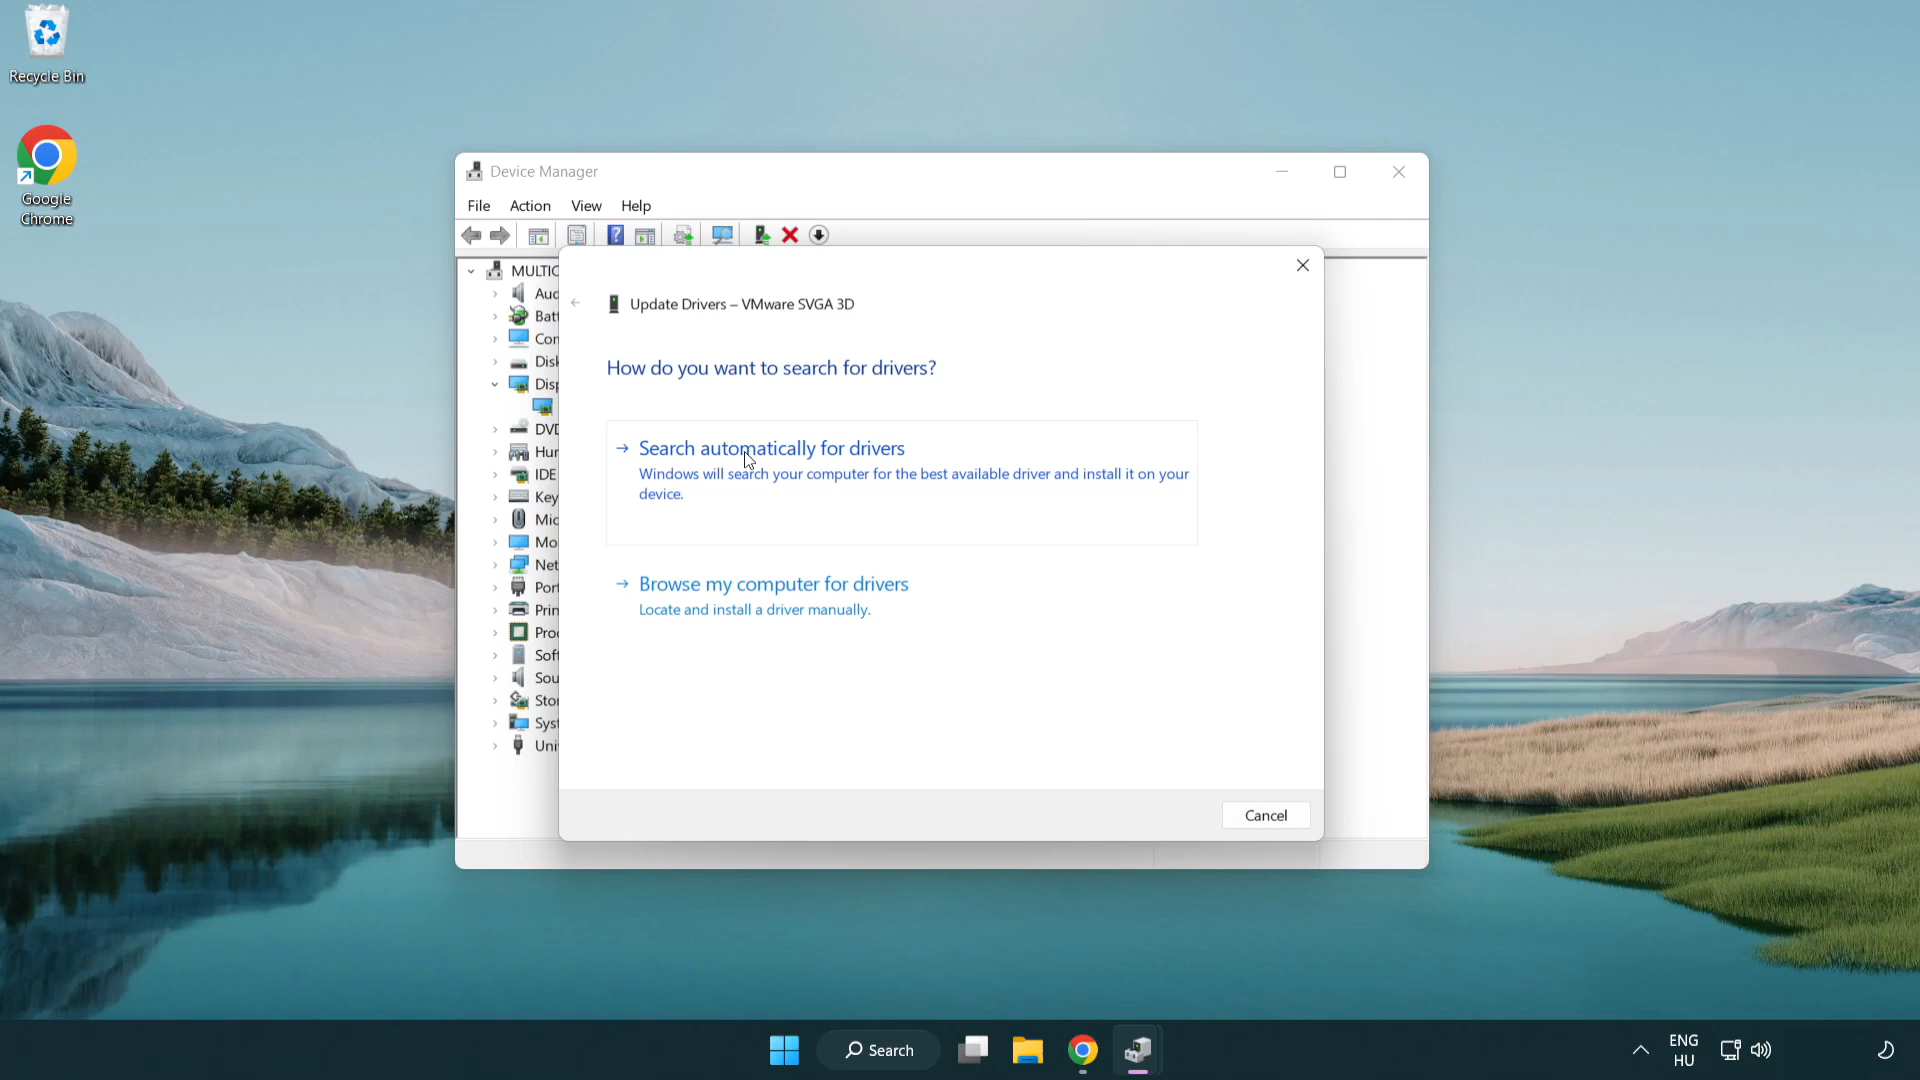 Recycle Bin
Google
Chrome
Device Manager
File Action View Help
Update Drivers – VMware SVGA 3D
How do you want to search for drivers?
Search automatically for drivers
Windows will search your computer for the best available driver and install it on your
device.
Browse my computer for drivers
Locate and install a driver manually.
Cancel
MULTIC
Aud
Batt
Con
Disk
Disp
DVD
Hur
IDE
Key
Mic
Mo
Net
Port
Prin
Proc
Soft
Sou
Stor
Syst
Uni
Search
ENG
HU